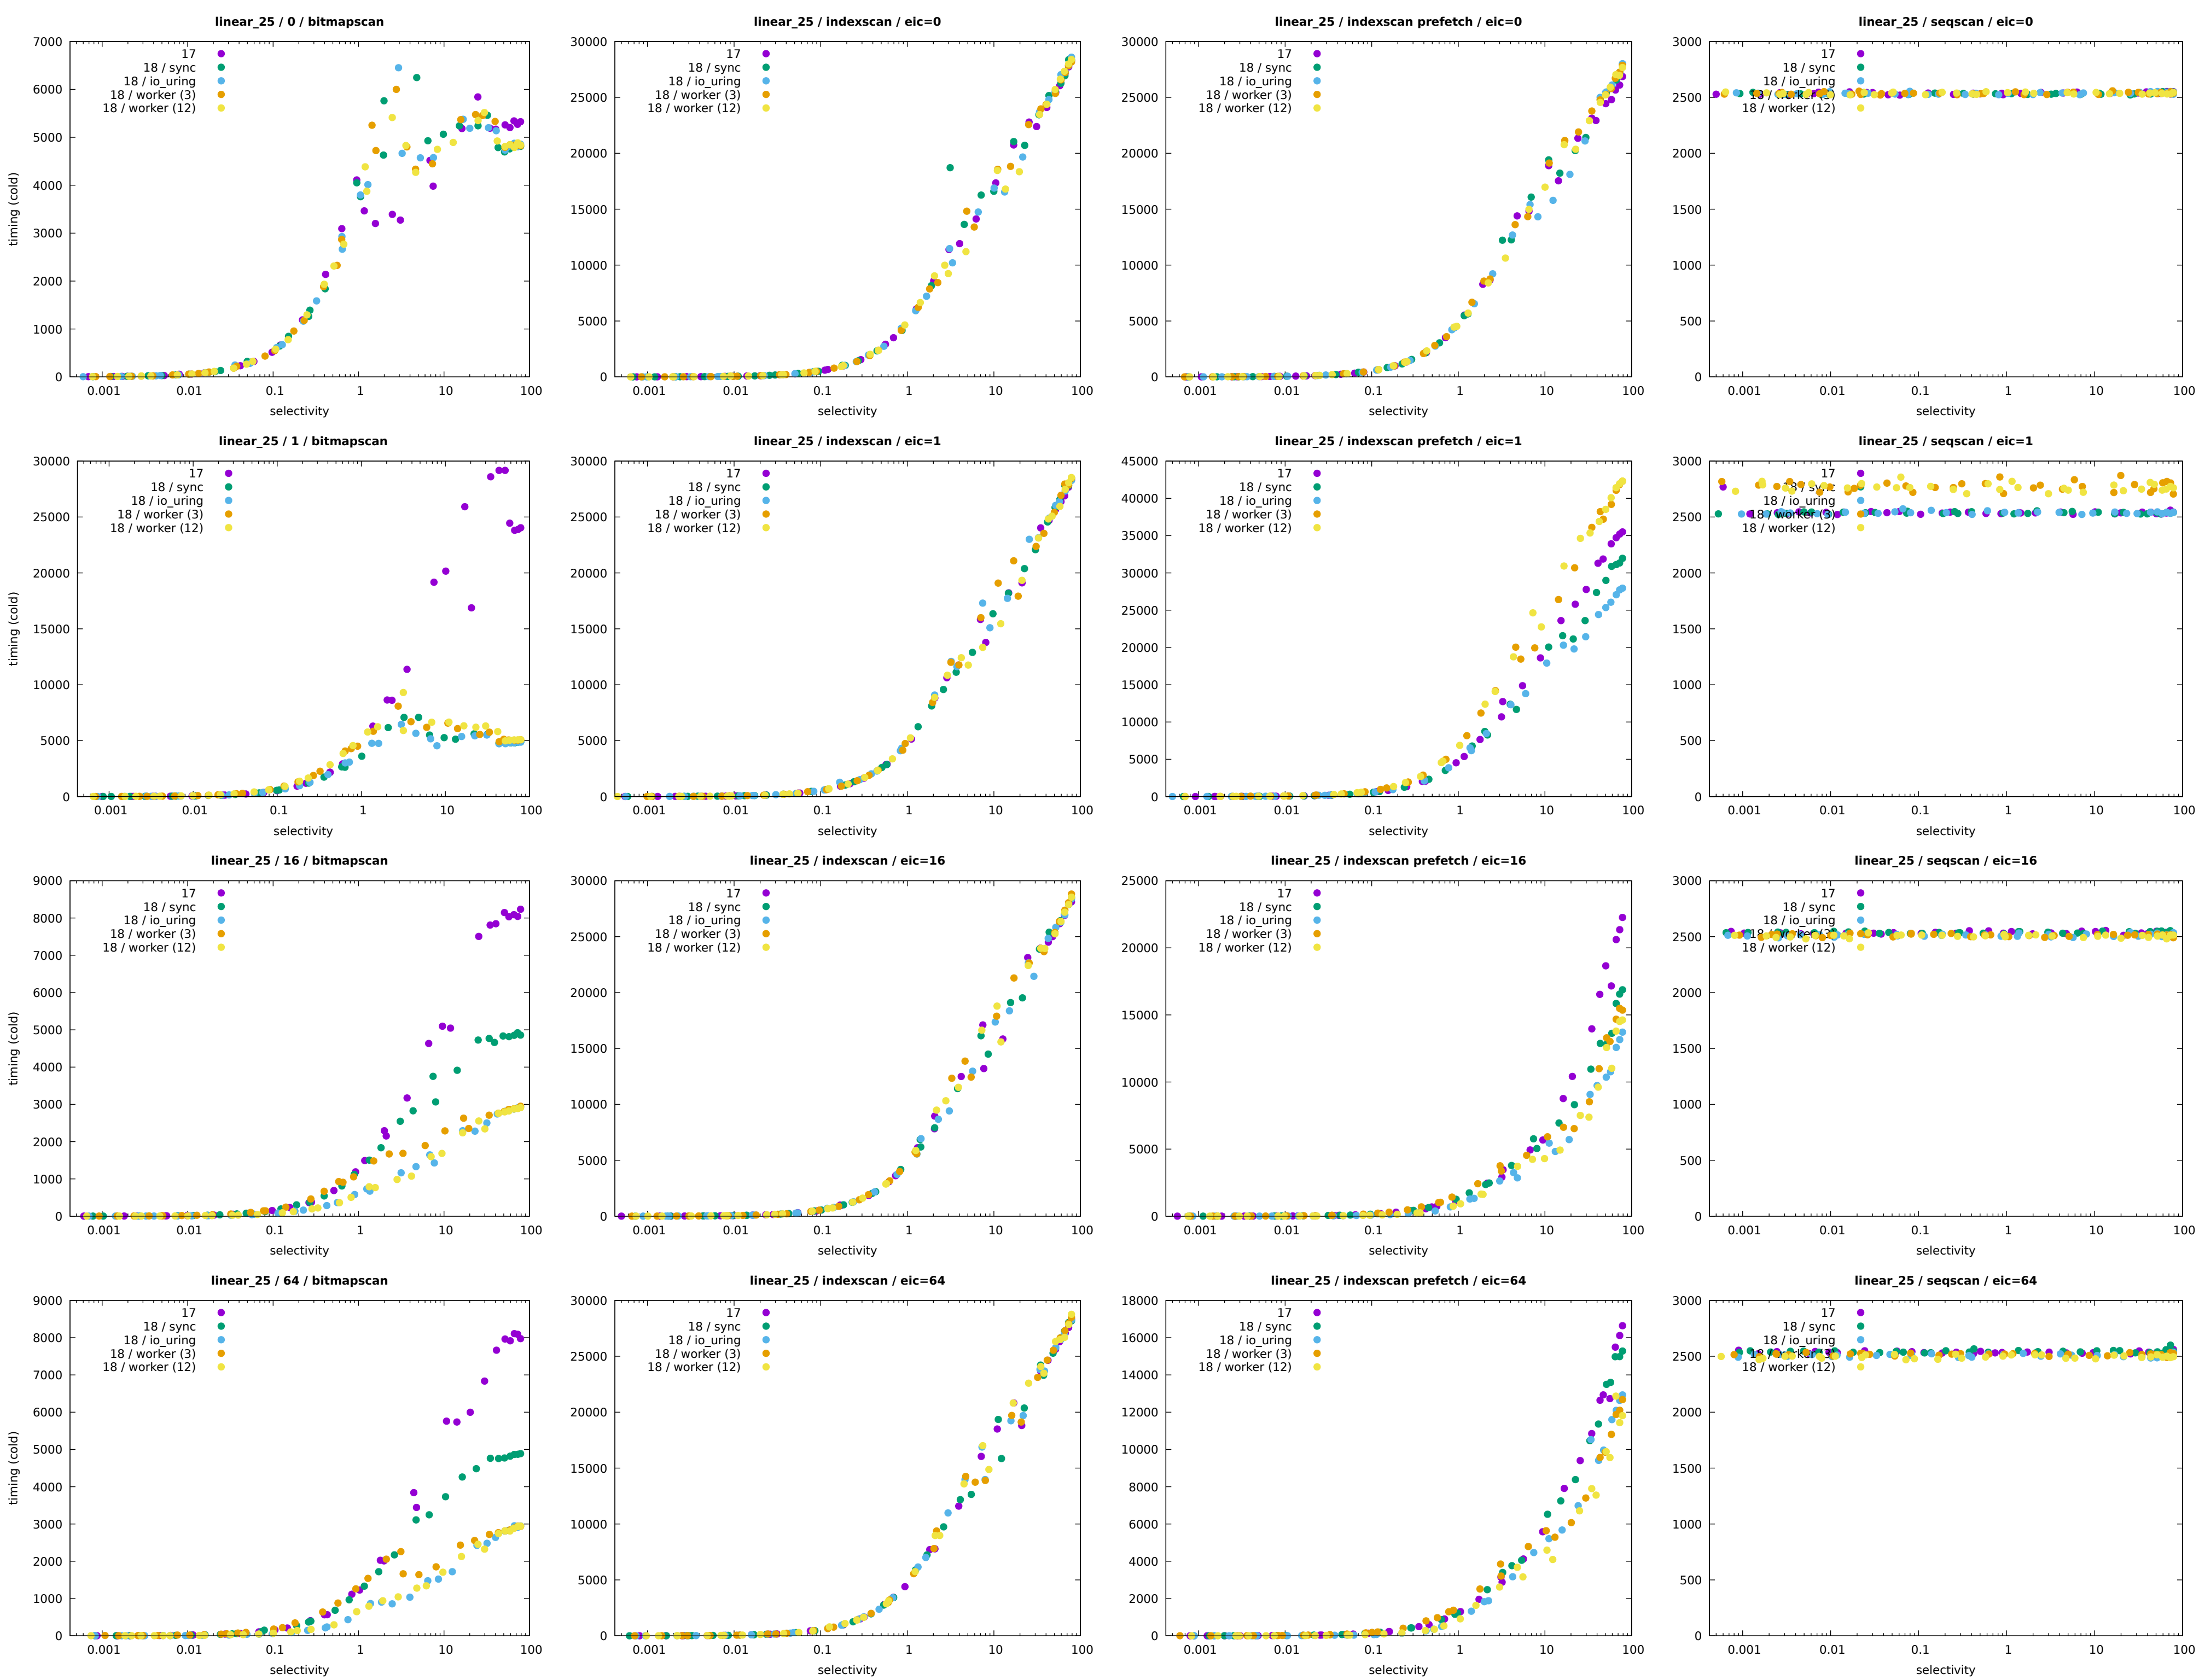 linear_25 / 0 / bitmapscan
timing (cold)
7000
6000
5000
4000
3000
2000
1000
0
17
18 / sync
18 / io_uring
18 / worker (3)
18 / worker (12)
0.001 0.01 0.1 1 10 100
selectivity
linear_25 / indexscan / eic=0
30000
25000
20000
15000
10000
5000
0
17
18 / sync
18 / io_uring
18 / worker (3)
18 / worker (12)
0.001 0.01 0.1 1 10 100
selectivity
linear_25 / indexscan prefetch / eic=0
30000
25000
20000
15000
10000
5000
0
17
18 / sync
18 / io_uring
18 / worker (3)
18 / worker (12)
0.001 0.01 0.1 1 10 100
selectivity
linear_25 / seqscan / eic=0
3000
2500
2000
1500
1000
500
0
17
18 / sync
18 / io_uring
18 / worker (12)
0.001 0.01 0.1 1 10 100
selectivity
linear_25 / 1 / bitmapscan
timing (cold)
30000
25000
20000
15000
10000
5000
0
17
18 / sync
18 / io_uring
18 / worker (3)
18 / worker (12)
0.001 0.01 0.1 1 10 100
selectivity
linear_25 / indexscan / eic=1
30000
25000
20000
15000
10000
5000
0
17
18 / sync
18 / io_uring
18 / worker (3)
18 / worker (12)
0.001 0.01 0.1 1 10 100
selectivity
linear_25 / indexscan prefetch / eic=1
45000
40000
35000
30000
25000
20000
15000
10000
5000
0
17
18 / sync
18 / io_uring
18 / worker (3)
18 / worker (12)
0.001 0.01 0.1 1 10 100
selectivity
linear_25 / seqscan / eic=1
3000
2500
2000
1500
1000
500
0
17
18 / io_uring
18 / worker (12)
0.001 0.01 0.1 1 10 100
selectivity
linear_25 / 16 / bitmapscan
timing (cold)
9000
8000
7000
6000
5000
4000
3000
2000
1000
0
17
18 / sync
18 / io_uring
18 / worker (3)
18 / worker (12)
0.001 0.01 0.1 1 10 100
selectivity
linear_25 / indexscan / eic=16
30000
25000
20000
15000
10000
5000
0
17
18 / sync
18 / io_uring
18 / worker (3)
18 / worker (12)
0.001 0.01 0.1 1 10 100
selectivity
linear_25 / indexscan prefetch / eic=16
25000
20000
15000
10000
5000
0
17
18 / sync
18 / io_uring
18 / worker (3)
18 / worker (12)
0.001 0.01 0.1 1 10 100
selectivity
linear_25 / seqscan / eic=16
3000
2500
2000
1500
1000
500
0
17
18 / sync
18 / io_uring
18 / worker (12)
0.001 0.01 0.1 1 10 100
selectivity
linear_25 / 64 / bitmapscan
timing (cold)
9000
8000
7000
6000
5000
4000
3000
2000
1000
0
17
18 / sync
18 / io_uring
18 / worker (3)
18 / worker (12)
0.001 0.01 0.1 1 10 100
selectivity
linear_25 / indexscan / eic=64
30000
25000
20000
15000
10000
5000
0
17
18 / sync
18 / io_uring
18 / worker (3)
18 / worker (12)
0.001 0.01 0.1 1 10 100
selectivity
linear_25 / indexscan prefetch / eic=64
18000
16000
14000
12000
10000
8000
6000
4000
2000
0
17
18 / sync
18 / io_uring
18 / worker (3)
18 / worker (12)
0.001 0.01 0.1 1 10 100
selectivity
linear_25 / seqscan / eic=64
3000
2500
2000
1500
1000
500
0
17
18 / sync
18 / io_uring
18 / worker (12)
0.001 0.01 0.1 1 10 100
selectivity